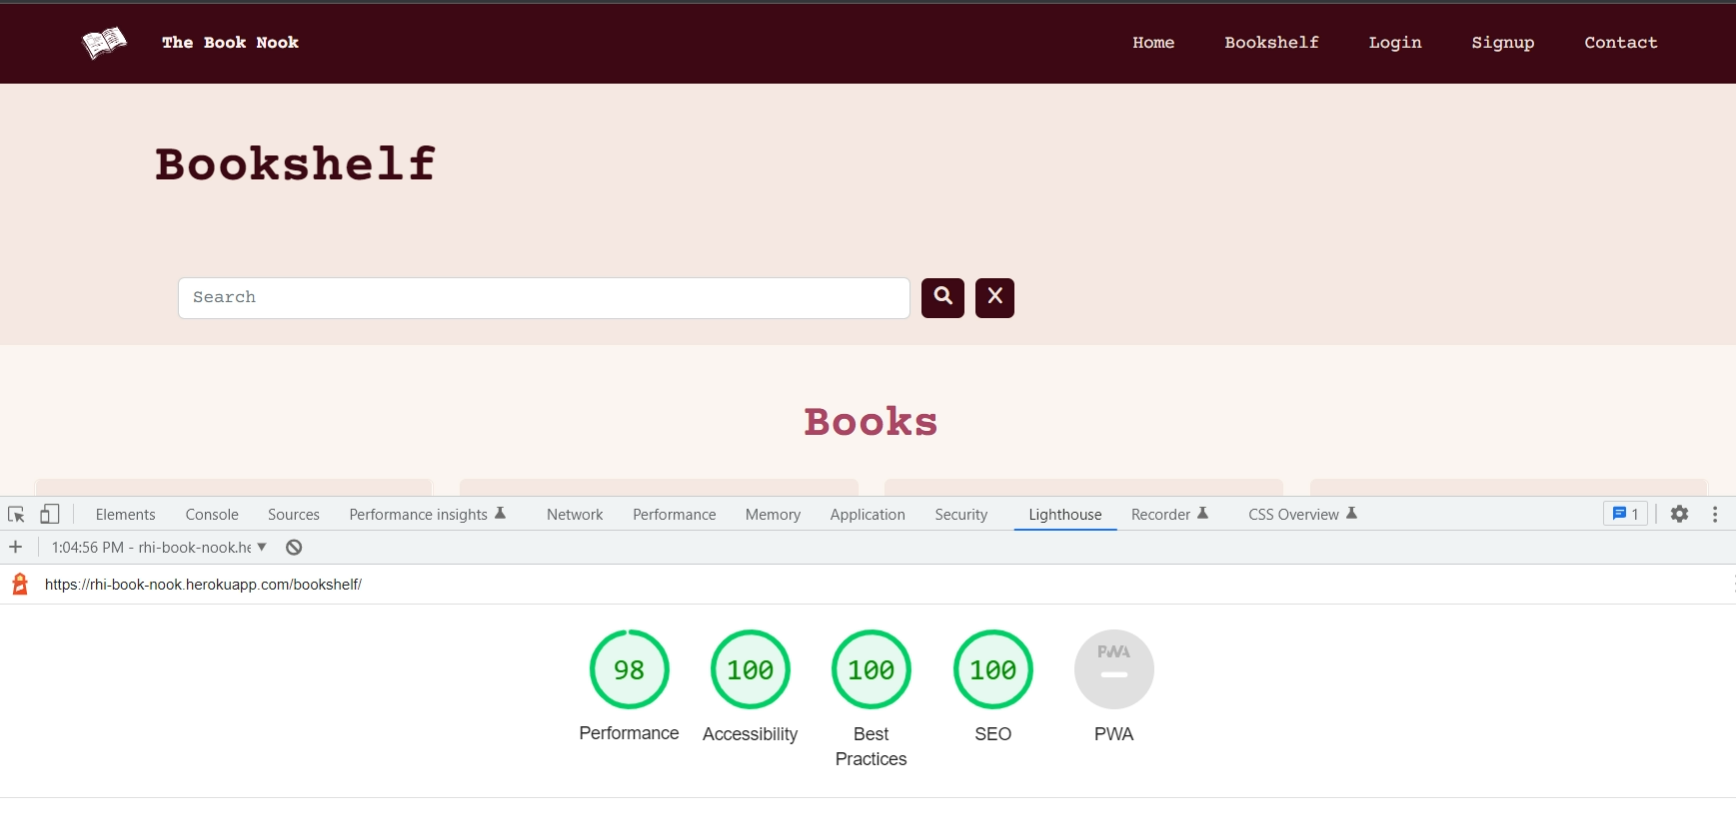 The Book Nook Home Bookshelf Login Signup Contact
Bookshelf
Search
Books
Elements Console Sources Performance insights Network Performance Memory Application Security Lighthouse Recorder CSS Overview 1
1:04:56 PM - rhi-book-nook.he
https://rhi-book-nook.herokuapp.com/bookshelf/
PWA
98 100 100 100
Performance Accessibility Best Practices SEO PWA